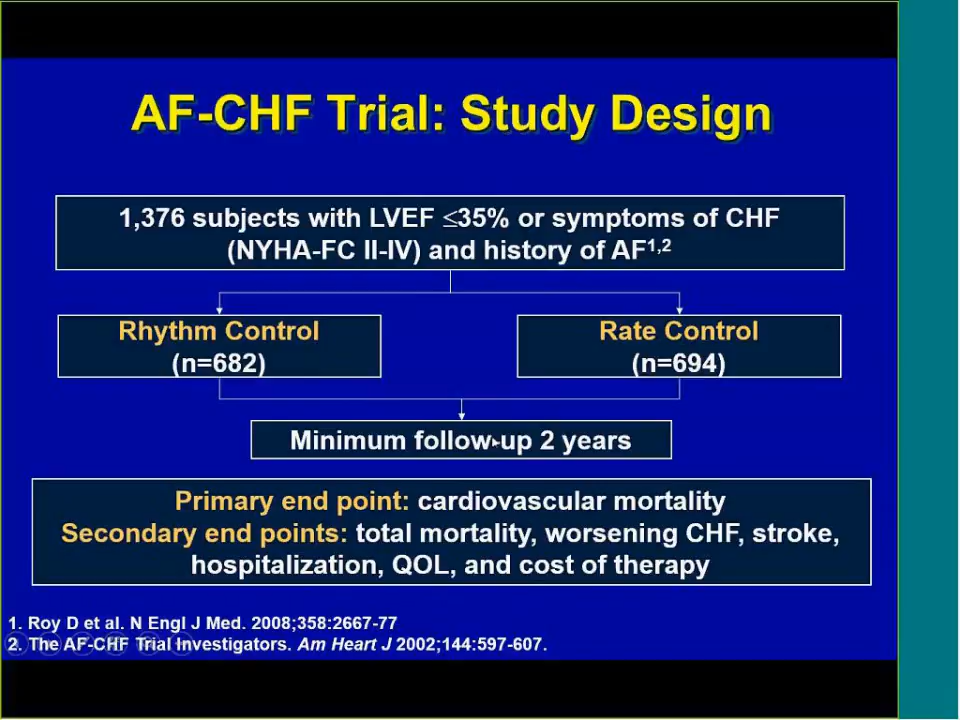 AF-CHF Trial: Study Design
1,376 subjects with LVEF ≤35% or symptoms of CHF
(NYHA-FC II-IV) and history of AF1,2
Rhythm Control
(n=682)
Rate Control
(n=694)
Minimum follow-up 2 years
Primary end point: cardiovascular mortality
Secondary end points: total mortality, worsening CHF, stroke,
hospitalization, QOL, and cost of therapy
1. Roy D et al. N Engl J Med. 2008;358:2667-77
2. The AF-CHF Trial Investigators. Am Heart J 2002;144:597-607.